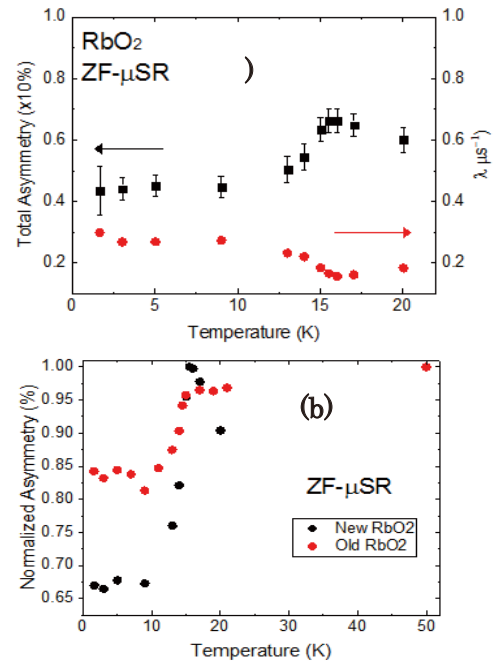 RbO₂
ZF-μSR )
Total Asymmetry (x10%)
λ μs⁻¹
1
0.8
0.6
0.4
0.2
1
0.8
0.6
0.4
0.2
0 5 10 15 20
Temperature (K)
(b)
Normalized Asymmetry (%)
1.00
0.95
0.90
0.85
0.80
0.75
0.70
0.65
ZF-μSR
New RbO2
Old RbO2
0 10 20 30 40 50
Temperature (K)